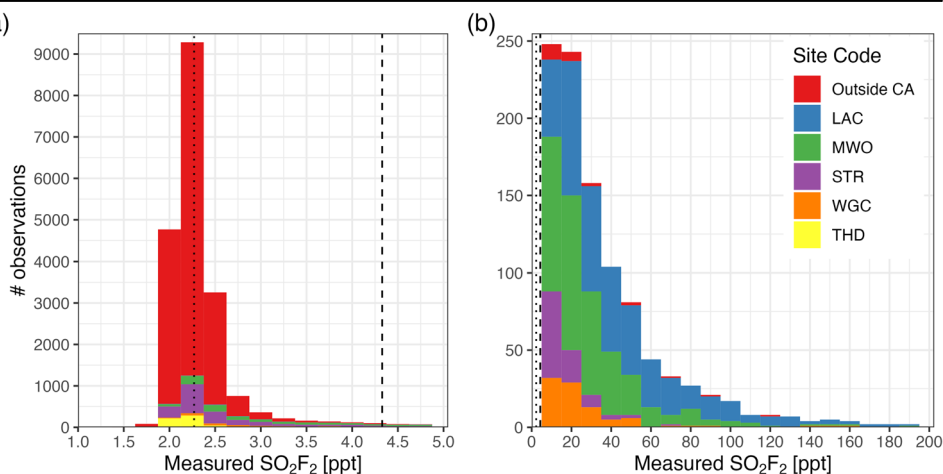 )
(b)
# observations
9000
8000
7000
6000
5000
4000
3000
2000
1000
0
1.0 1.5 2.0 2.5 3.0 3.5 4.0 4.5 5.0
Measured SO₂F₂ [ppt]
250
200
150
100
50
0
0 20 40 60 80 100 120 140 160 180 200
Measured SO₂F₂ [ppt]
Site Code
Outside CA
LAC
MWO
STR
WGC
THD